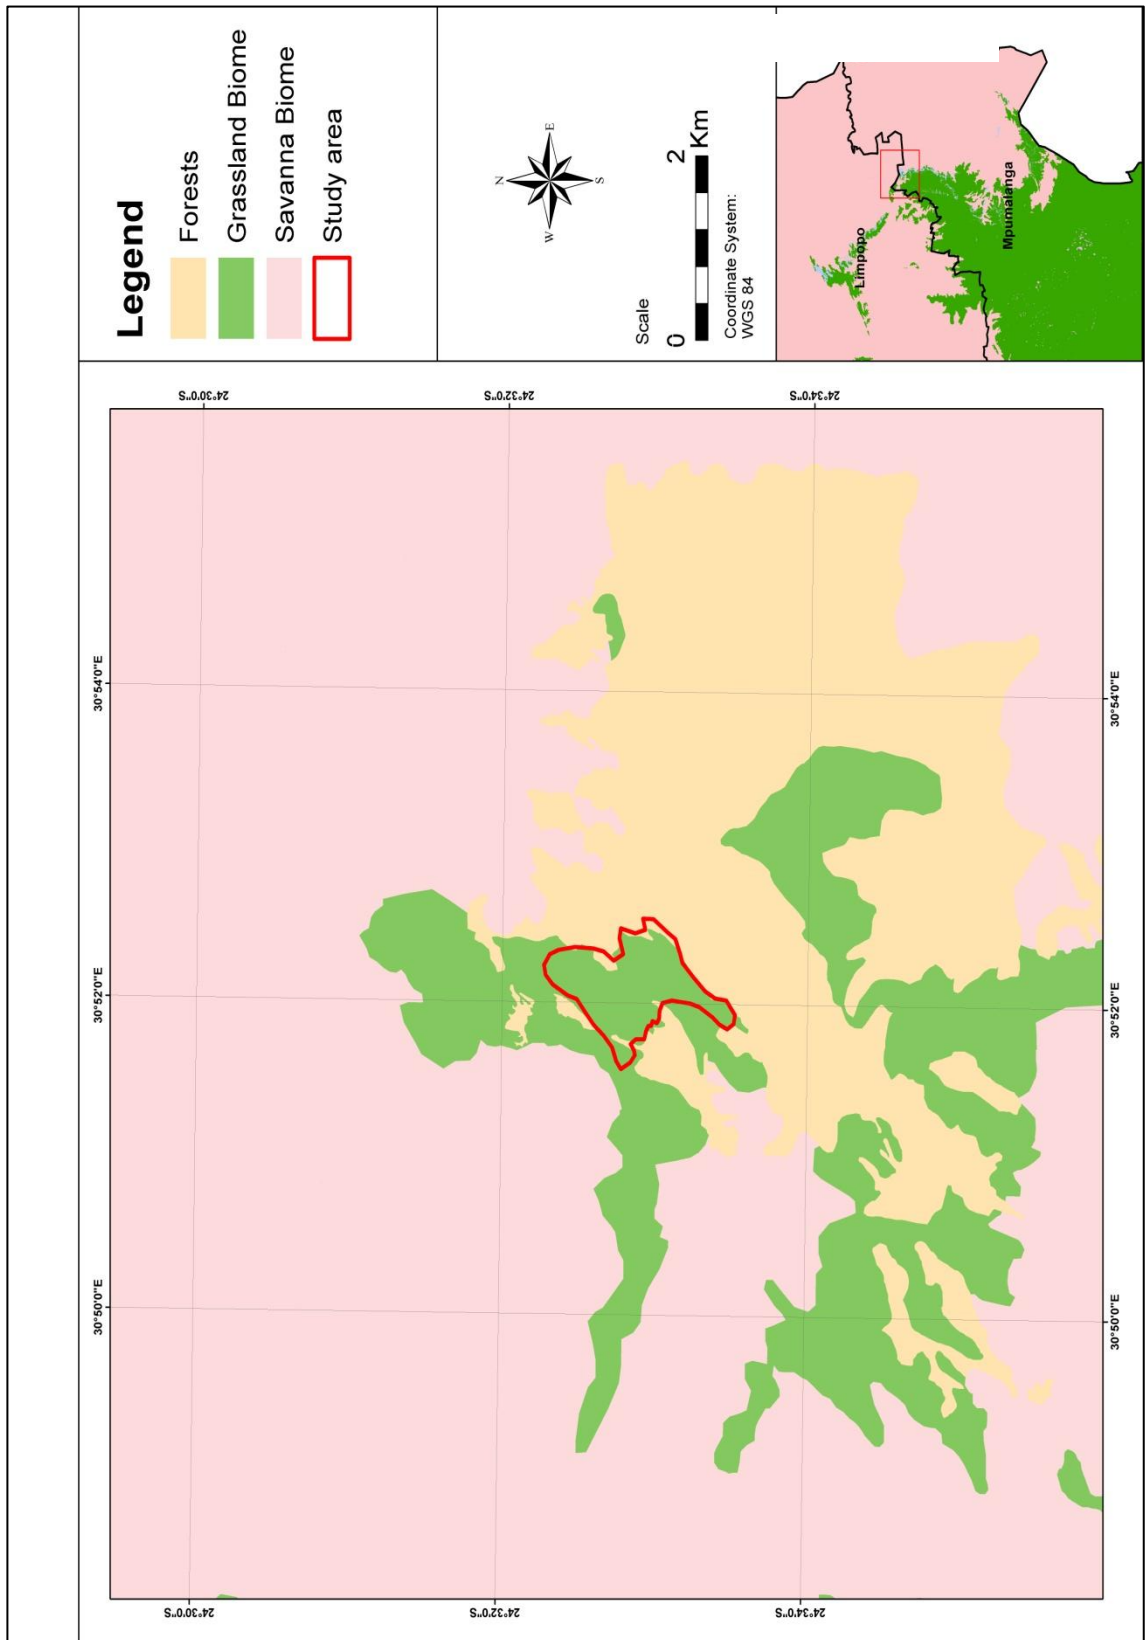 Legend
Forests
Grassland Biome
Savanna Biome
Study area
N
W
E
S
Scale
0
2
Km
Coordinate System:
WGS 84
Limpopo
Mpumalanga
30°50'0"E
30°52'0"E
30°54'0"E
24°30'0"S
24°30'0"S
24°32'0"S
24°32'0"S
24°34'0"S
24°34'0"S
30°50'0"E
30°52'0"E
30°54'0"E